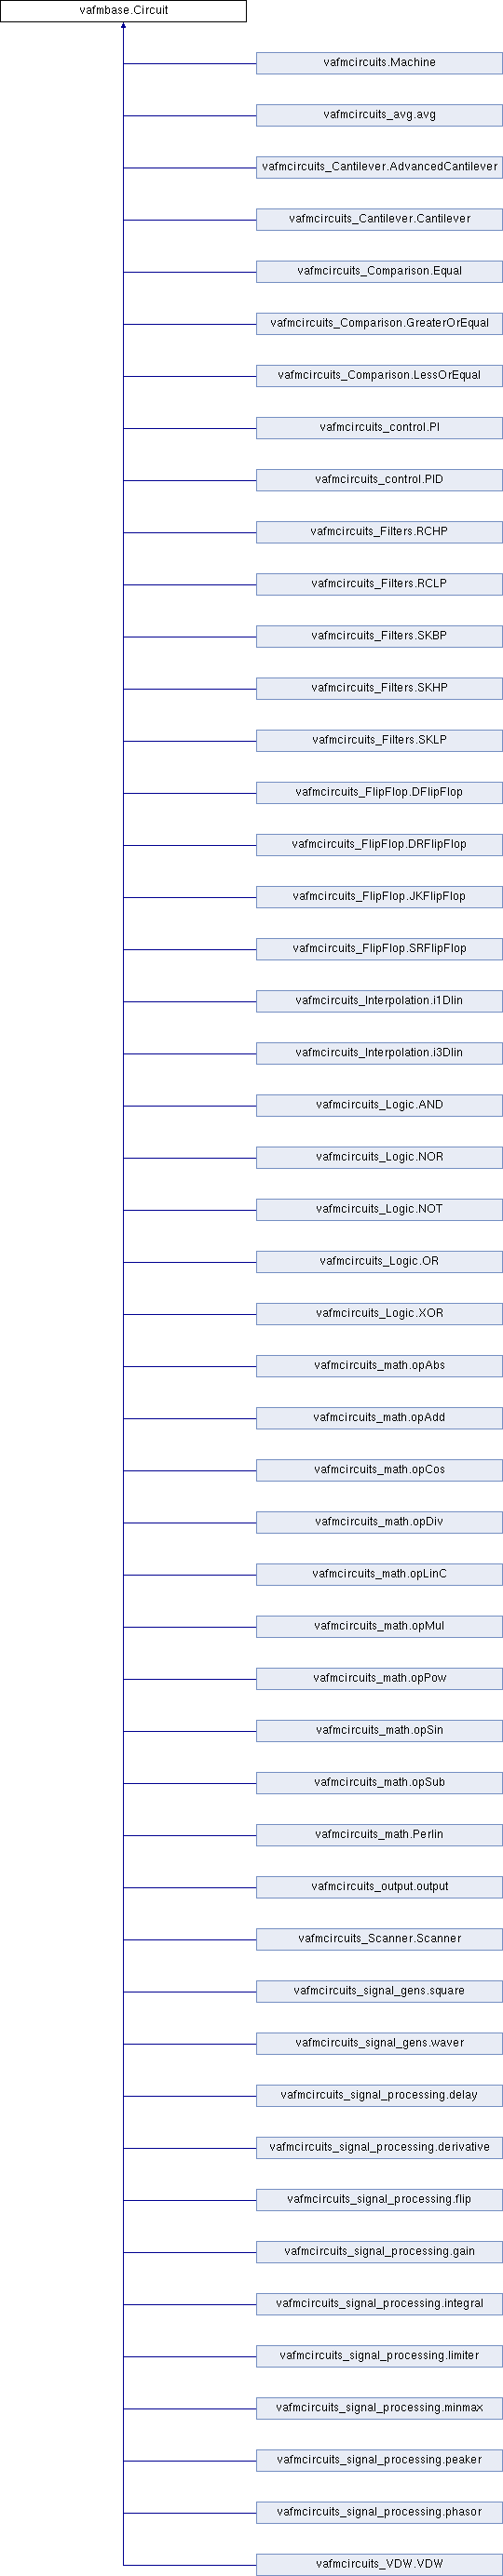 vafmbase.Circuit
vafmcircuits.Machine
vafmcircuits_avg.avg
vafmcircuits_Cantilever.AdvancedCantilever
vafmcircuits_Cantilever.Cantilever
vafmcircuits_Comparison.Equal
vafmcircuits_Comparison.GreaterOrEqual
vafmcircuits_Comparison.LessOrEqual
vafmcircuits_control.PI
vafmcircuits_control.PID
vafmcircuits_Filters.RCHP
vafmcircuits_Filters.RCLP
vafmcircuits_Filters.SKBP
vafmcircuits_Filters.SKHP
vafmcircuits_Filters.SKLP
vafmcircuits_FlipFlop.DFlipFlop
vafmcircuits_FlipFlop.DRFlipFlop
vafmcircuits_FlipFlop.JKFlipFlop
vafmcircuits_FlipFlop.SRFlipFlop
vafmcircuits_Interpolation.i1Dlin
vafmcircuits_Interpolation.i3Dlin
vafmcircuits_Logic.AND
vafmcircuits_Logic.NOR
vafmcircuits_Logic.NOT
vafmcircuits_Logic.OR
vafmcircuits_Logic.XOR
vafmcircuits_math.opAbs
vafmcircuits_math.opAdd
vafmcircuits_math.opCos
vafmcircuits_math.opDiv
vafmcircuits_math.opLinC
vafmcircuits_math.opMul
vafmcircuits_math.opPow
vafmcircuits_math.opSin
vafmcircuits_math.opSub
vafmcircuits_math.Perlin
vafmcircuits_output.output
vafmcircuits_Scanner.Scanner
vafmcircuits_signal_gens.square
vafmcircuits_signal_gens.waver
vafmcircuits_signal_processing.delay
vafmcircuits_signal_processing.derivative
vafmcircuits_signal_processing.flip
vafmcircuits_signal_processing.gain
vafmcircuits_signal_processing.integral
vafmcircuits_signal_processing.limiter
vafmcircuits_signal_processing.minmax
vafmcircuits_signal_processing.peaker
vafmcircuits_signal_processing.phasor
vafmcircuits_VDW.VDW